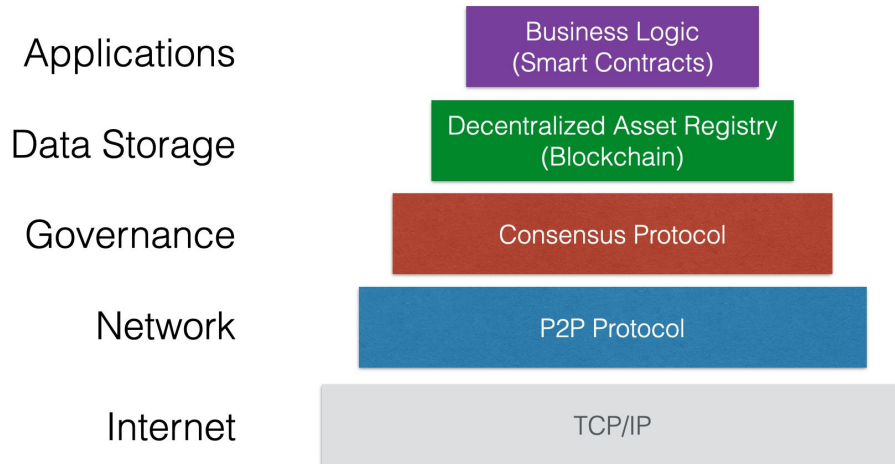 Applications
Business Logic
(Smart Contracts)
Data Storage
Decentralized Asset Registry
(Blockchain)
Governance
Consensus Protocol
Network
P2P Protocol
Internet
TCP/IP